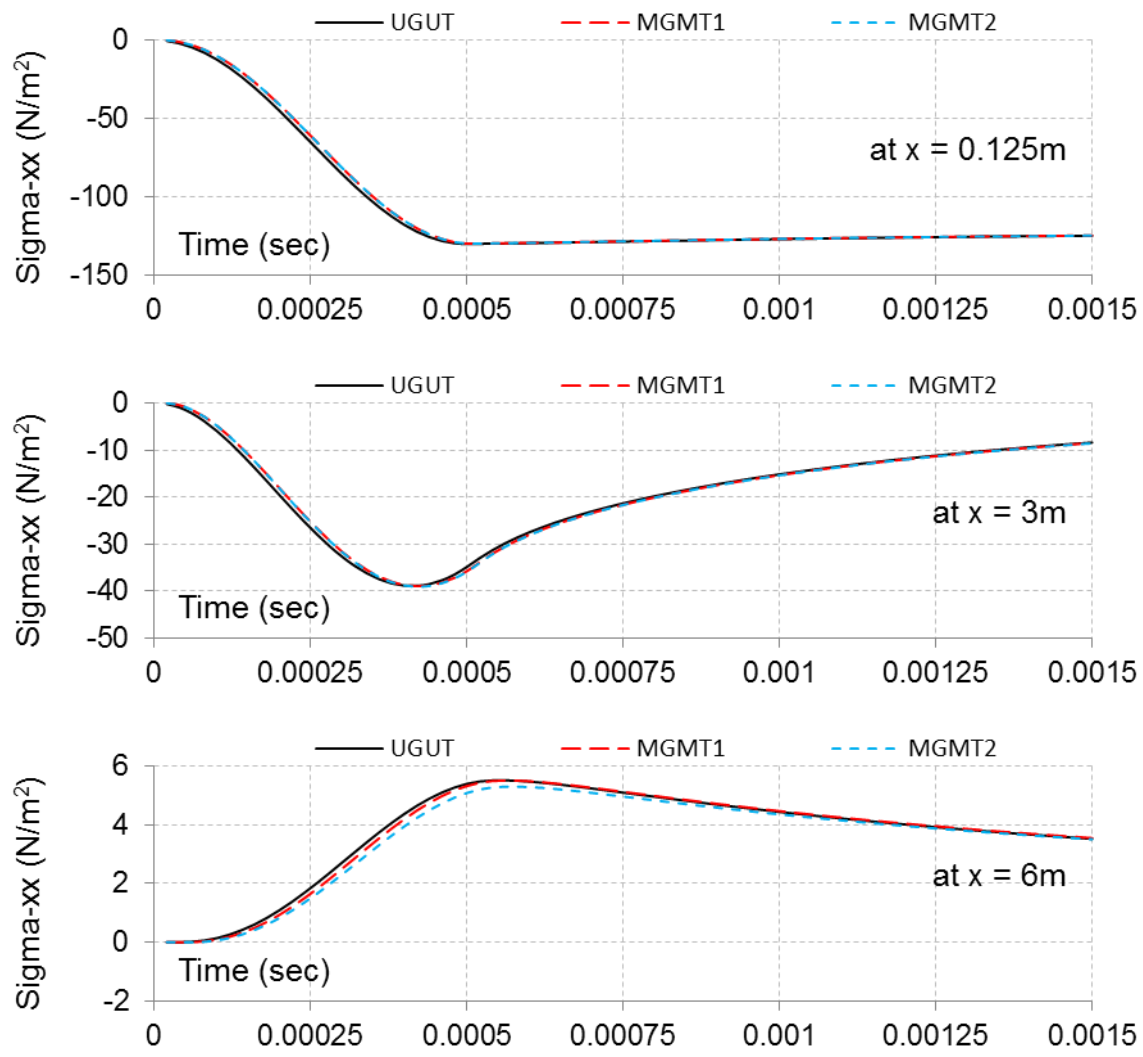 UGUT MGMT1 MGMT2
Sigma-xx (N/m²)
0
-50
-100
-150
at x = 0.125m
Time (sec)
0 0.00025 0.0005 0.00075 0.001 0.00125 0.0015
UGUT MGMT1 MGMT2
Sigma-xx (N/m²)
0
-10
-20
-30
-40
-50
at x = 3m
Time (sec)
0 0.00025 0.0005 0.00075 0.001 0.00125 0.0015
UGUT MGMT1 MGMT2
Sigma-xx (N/m²)
6
4
2
0
-2
at x = 6m
Time (sec)
0 0.00025 0.0005 0.00075 0.001 0.00125 0.0015